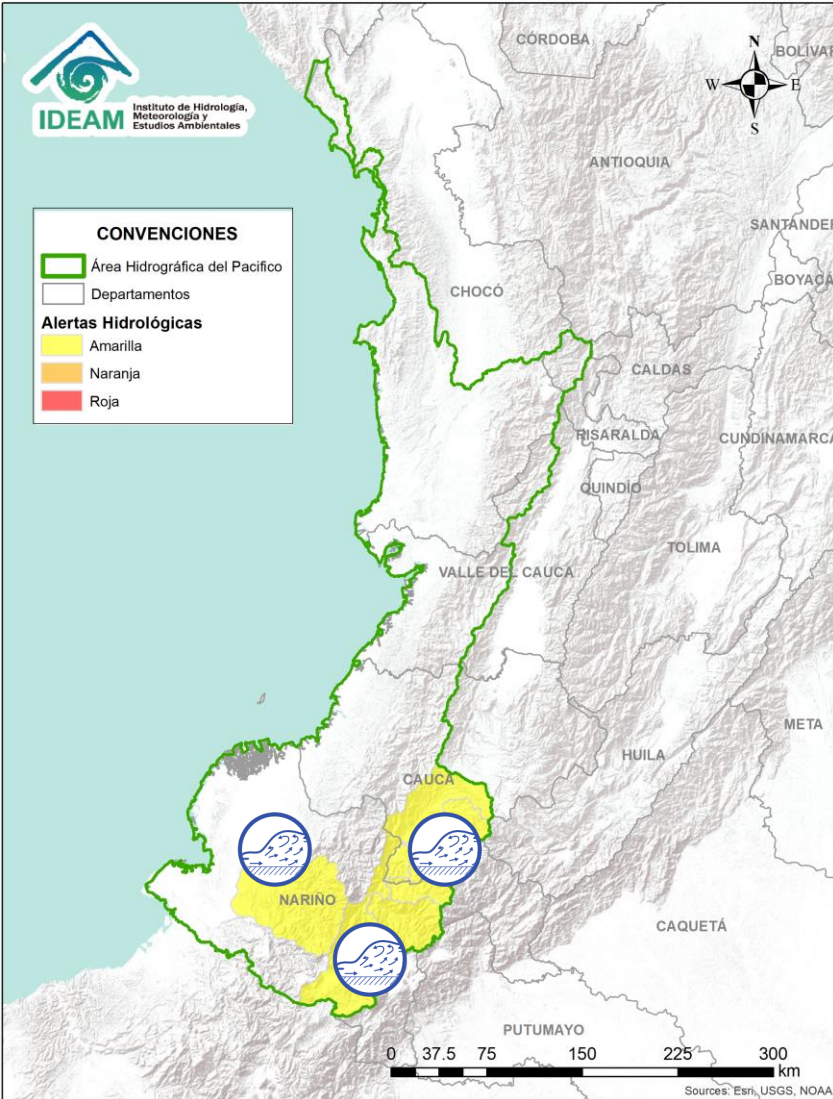 IDEAM
Instituto de Hidrología,
Meteorología y
Estudios Ambientales
N
W
E
S
CÓRDOBA
BOLÍVAR
ANTIOQUIA
SANTANDER
BOYACÁ
CONVENCIONES
Área Hidrográfica del Pacifico
Departamentos
Alertas Hidrológicas
Amarilla
Naranja
Roja
CHOCÓ
CALDAS
RISARALDA
CUNDINAMARCA
QUINDÍO
TOLIMA
VALLE DEL CAUCA
META
HUILA
CAUCA
NARIÑO
CAQUETÁ
PUTUMAYO
0 37.5 75 150 225 300
km
Sources: Esri, USGS, NOAA